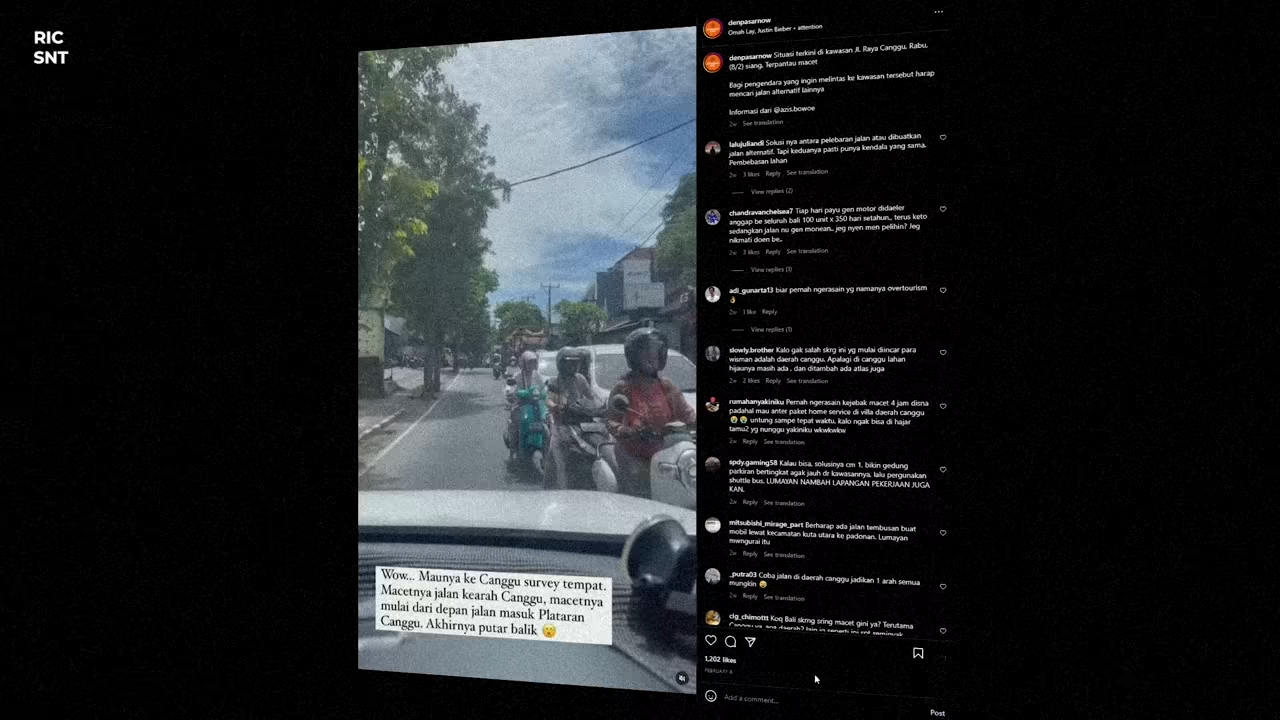 RIC
SNT
Wow... Maunya ke Canggu survey tempat.
Macetnya jalan kearah Canggu, macetnya
mulai dari depan jalan masuk Plataran
Canggu. Akhirnya putar balik 😮
denpasarnow
Omah Lay, Justin Bieber • attention
denpasarnow Situasi terkini di kawasan Jl. Raya Canggu, Rabu,
(8/2) siang. Terpantau macet
Bagi pengendara yang ingin melintas ke kawasan tersebut harap
mencari jalan alternatif lainnya
Informasi dari @azis.bowoe
2w See translation
lalujuliandi Solusi nya antara pelebaran jalan atau dibuatkan
jalan alternatif. Tapi keduanya pasti punya kendala yang sama.
Pembebasan lahan
2w 3 likes Reply See translation
View replies (2)
chandravanchelsea7 Tiap hari payu gen motor didaeler
anggap be seluruh bali 100 unit x 350 hari setahun.. terus keto
sedangkan jalan nu gen monean.. jeg nyen men pelihin? Jeg
nikmati doen be..
2w 3 likes Reply See translation
View replies (3)
adi_gunarta13 biar pernah ngerasain yg namanya overtourism
👌
2w 1 like Reply
View replies (1)
slowly.brother Kalo gak salah skrg ini yg mulai diincar para
wisman adalah daerah canggu. Apalagi di canggu lahan
hijaunya masih ada , dan ditambah ada atlas juga
2w 2 likes Reply See translation
rumahanyakiniku Pernah ngerasain kejebak macet 4 jam disna
padahal mau anter paket home service di villa daerah canggu
😭😭 untung sampe tepat waktu, kalo ngak bisa di hajar
tamu2 yg nunggu yakiniku wkwkwkw
2w Reply See translation
spdy.gaming58 Kalau bisa, solusinya cm 1, bikin gedung
parkiran bertingkat agak jauh dr kawasannya, lalu pergunakan
shuttle bus. LUMAYAN NAMBAH LAPANGAN PEKERJAAN JUGA
KAN.
2w Reply See translation
mitsubishi_mirage_part Berharap ada jalan tembusan buat
mobil lewat kecamatan kuta utara ke padonan. Lumayan
mwngurai itu
2w Reply See translation
_putra03 Coba jalan di daerah canggu jadikan 1 arah semua
mungkin 😢
2w Reply See translation
clg_chimottt Koq Bali skrng sring macet gini ya? Terutama
1,202 likes
FEBRUARY 8
Add a comment...
Post